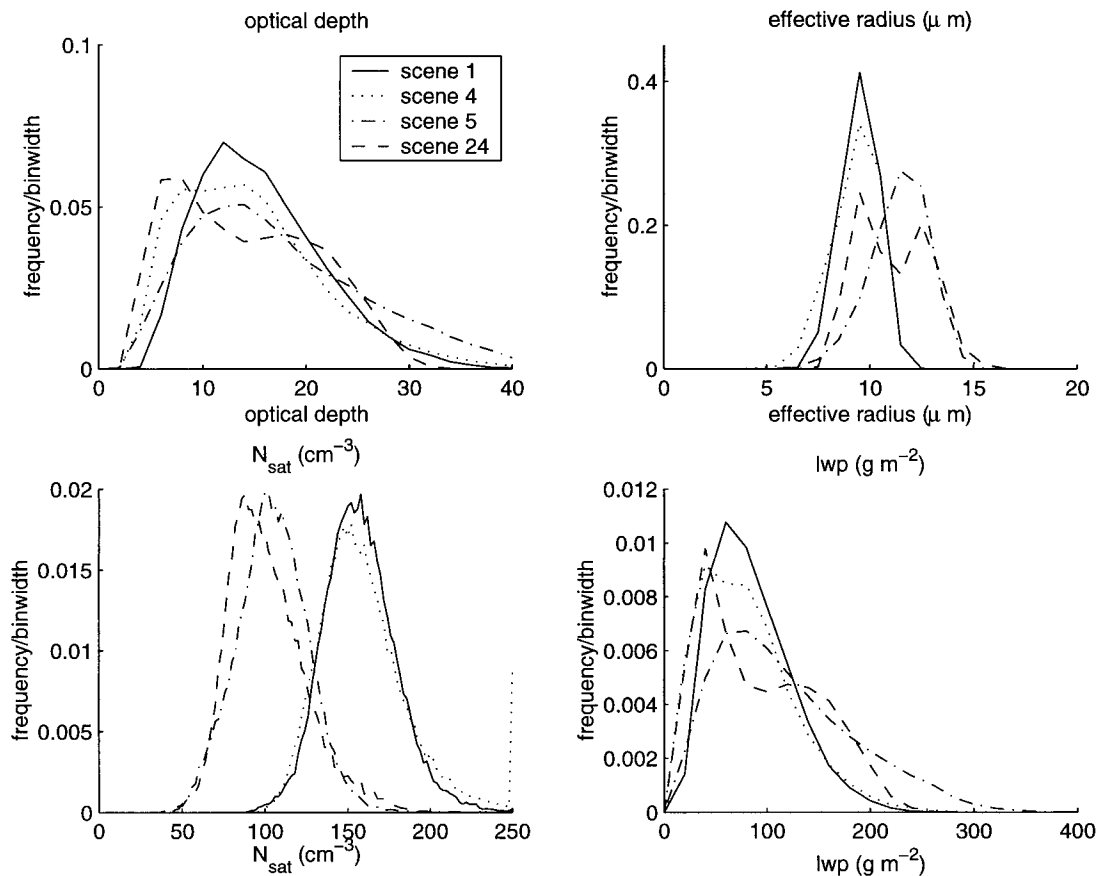 optical depth
0.1
0.05
0
frequency/binwidth
scene 1
scene 4
scene 5
scene 24
0 10 20 30 40
optical depth
effective radius (μ m)
0.4
0.2
0
frequency/binwidth
0 5 10 15 20
effective radius (μ m)
N_sat (cm⁻³)
0.02
0.015
0.01
0.005
0
frequency/binwidth
0 50 100 150 200 250
N_sat (cm⁻³)
lwp (g m⁻²)
0.012
0.01
0.008
0.006
0.004
0.002
0
frequency/binwidth
0 100 200 300 400
lwp (g m⁻²)